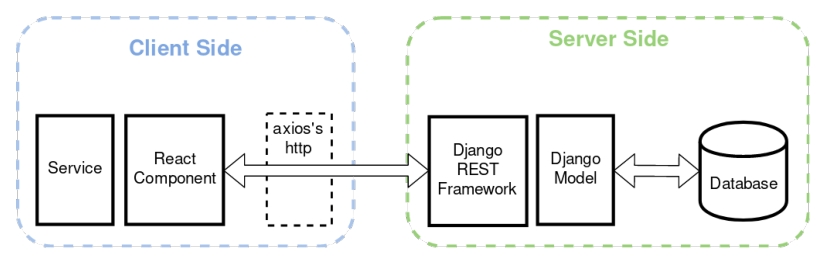 Client Side
Server Side
Service
React
Component
axios's
http
Django
REST
Framework
Django
Model
Database